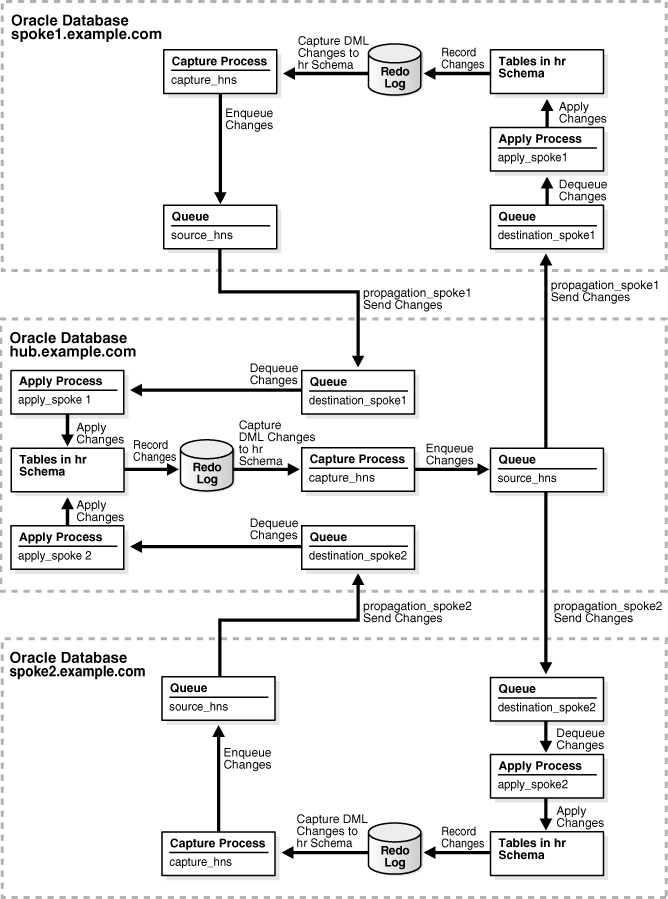 Oracle Database
spoke1.example.com
Capture Process
capture_hns
Capture DML
Changes to
hr Schema
Redo
Log
Record
Changes
Tables in hr
Schema
Enqueue
Changes
Apply
Changes
Apply Process
apply_spoke1
Dequeue
Changes
Queue
source_hns
Queue
destination_spoke1
propagation_spoke1
Send Changes
propagation_spoke1
Send Changes
Oracle Database
hub.example.com
Apply Process
apply_spoke 1
Dequeue
Changes
Queue
destination_spoke1
Apply
Changes
Tables in hr
Schema
Record
Changes
Redo
Log
Capture
DML Changes
to hr
Schema
Capture Process
capture_hns
Enqueue
Changes
Queue
source_hns
Apply
Changes
Apply Process
apply_spoke 2
Dequeue
Changes
Queue
destination_spoke2
propagation_spoke2
Send Changes
propagation_spoke2
Send Changes
Oracle Database
spoke2.example.com
Queue
source_hns
Queue
destination_spoke2
Enqueue
Changes
Dequeue
Changes
Apply Process
apply_spoke2
Apply
Changes
Capture Process
capture_hns
Capture DML
Changes to
hr Schema
Redo
Log
Record
Changes
Tables in hr
Schema